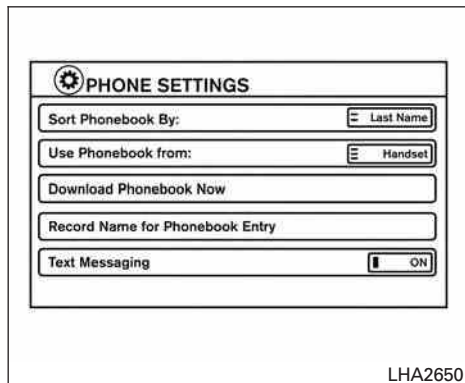 PHONE SETTINGS
Sort Phonebook By: Last Name
Use Phonebook from: Handset
Download Phonebook Now
Record Name for Phonebook Entry
Text Messaging ON
LHA2650